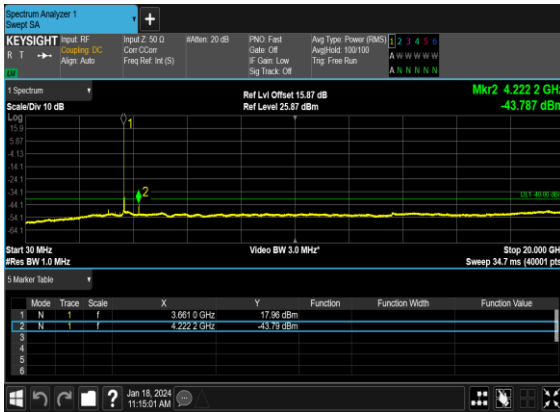 Spectrum Analyzer 1
Swept SA
KEYSIGHT
R T
Input: RF
Coupling: DC
Align: Auto
Input Z: 50 Ω
Corr CCorr
Freq Ref: Int (S)
#Atten: 20 dB
PNO: Fast
Gate: Off
IF Gain: Low
Sig Track: Off
Avg Type: Power (RMS)
Avg|Hold: 100/100
Trig: Free Run
1 2 3 4 5 6
A W W W W W
A N N N N N
1 Spectrum
Scale/Div 10 dB
Ref Lvl Offset 15.87 dB
Ref Level 25.87 dBm
Mkr2 4.222 2 GHz
-43.787 dBm
Log
15.9
5.87
-4.13
-14.1
-24.1
-34.1
-44.1
-54.1
-64.1
1
2
DL1 -40.00 dBm
Start 30 MHz
#Res BW 1.0 MHz
Video BW 3.0 MHz*
Stop 20.000 GH
Sweep 34.7 ms (40001 pts
5 Marker Table
Mode Trace Scale X Y Function Function Width Function Value
1 N 1 f 3.661 0 GHz 17.96 dBm
2 N 1 f 4.222 2 GHz -43.79 dBm
3
4
5
6
?
Jan 18, 2024
11:15:01 AM